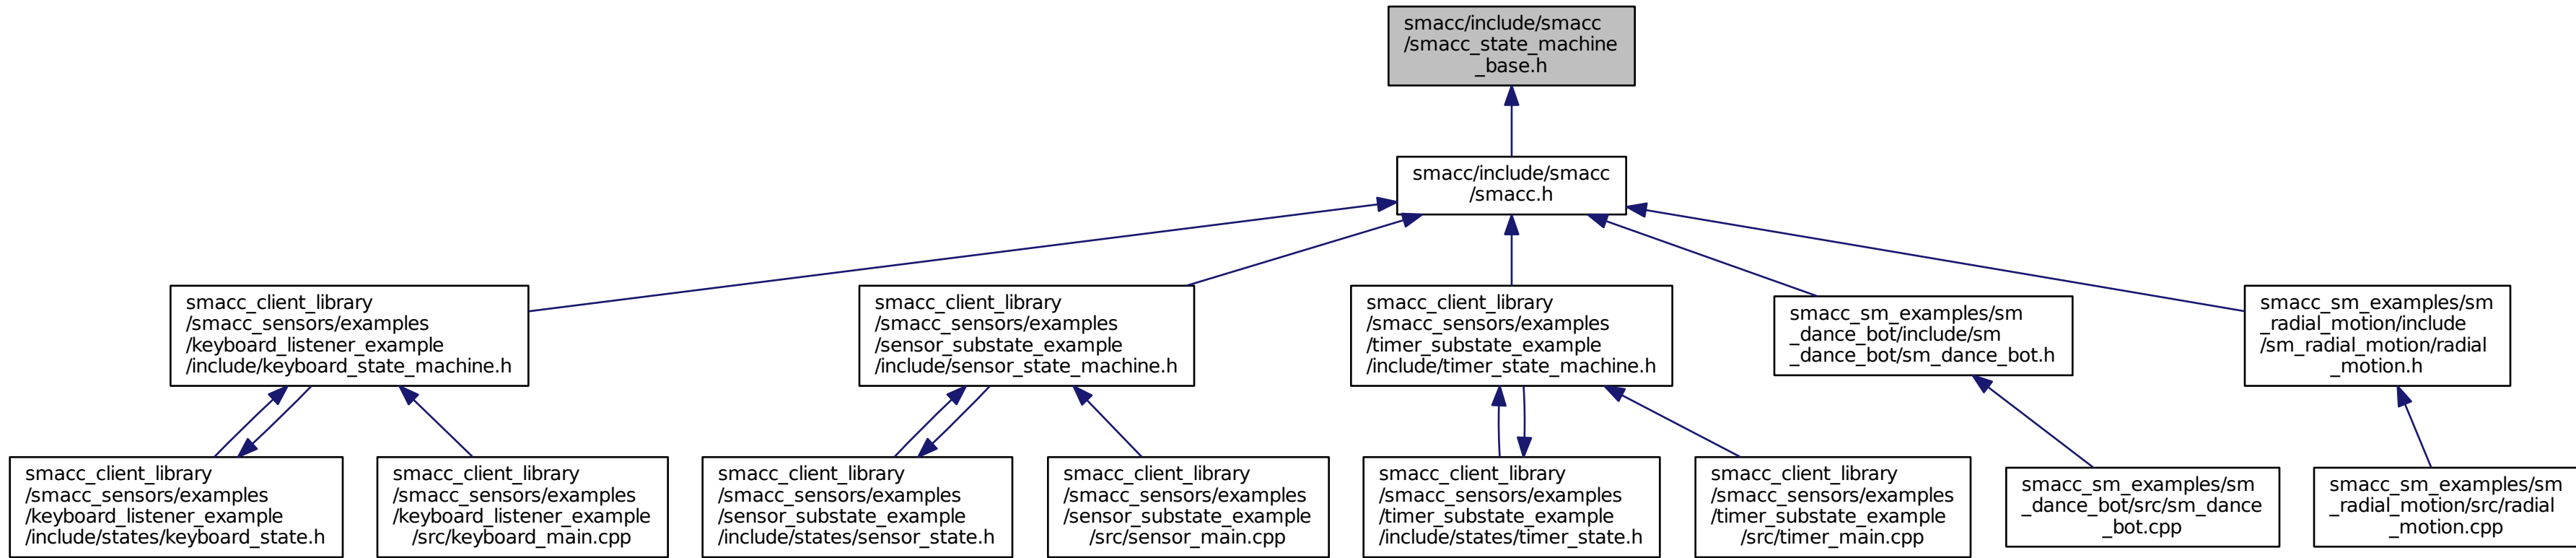 smacc/include/smacc
/smacc_state_machine
_base.h
smacc/include/smacc
/smacc.h
smacc_client_library
/smacc_sensors/examples
/keyboard_listener_example
/include/keyboard_state_machine.h
smacc_client_library
/smacc_sensors/examples
/sensor_substate_example
/include/sensor_state_machine.h
smacc_client_library
/smacc_sensors/examples
/timer_substate_example
/include/timer_state_machine.h
smacc_sm_examples/sm
_dance_bot/include/sm
_dance_bot/sm_dance_bot.h
smacc_sm_examples/sm
_radial_motion/include
/sm_radial_motion/radial
_motion.h
smacc_client_library
/smacc_sensors/examples
/keyboard_listener_example
/include/states/keyboard_state.h
smacc_client_library
/smacc_sensors/examples
/keyboard_listener_example
/src/keyboard_main.cpp
smacc_client_library
/smacc_sensors/examples
/sensor_substate_example
/include/states/sensor_state.h
smacc_client_library
/smacc_sensors/examples
/sensor_substate_example
/src/sensor_main.cpp
smacc_client_library
/smacc_sensors/examples
/timer_substate_example
/include/states/timer_state.h
smacc_client_library
/smacc_sensors/examples
/timer_substate_example
/src/timer_main.cpp
smacc_sm_examples/sm
_dance_bot/src/sm_dance
_bot.cpp
smacc_sm_examples/sm
_radial_motion/src/radial
_motion.cpp